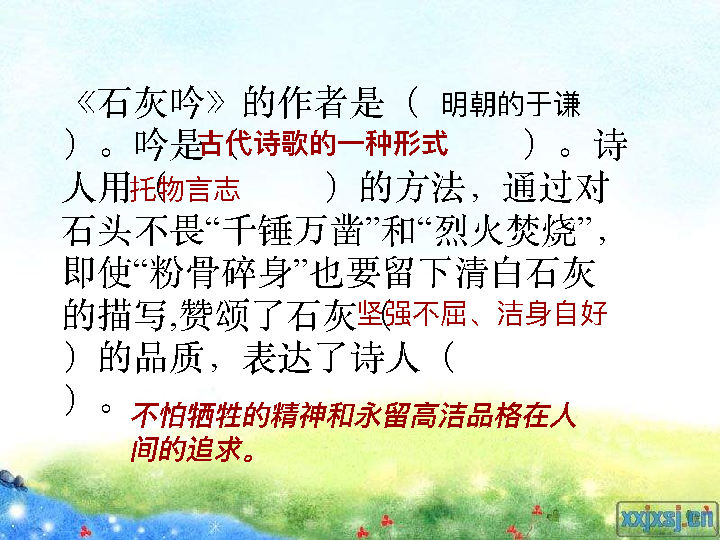 《石灰吟》的作者是（ 明朝的于谦
）。吟是（古代诗歌的一种形式 ）。诗
人用（托物言志 ）的方法，通过对
石头不畏“千锤万凿”和“烈火焚烧”，
即使“粉骨碎身”也要留下清白石灰
的描写,赞颂了石灰（坚强不屈、洁身自好
）的品质，表达了诗人（
）。
不怕牺牲的精神和永留高洁品格在人
间的追求。
xxjxsj.cn